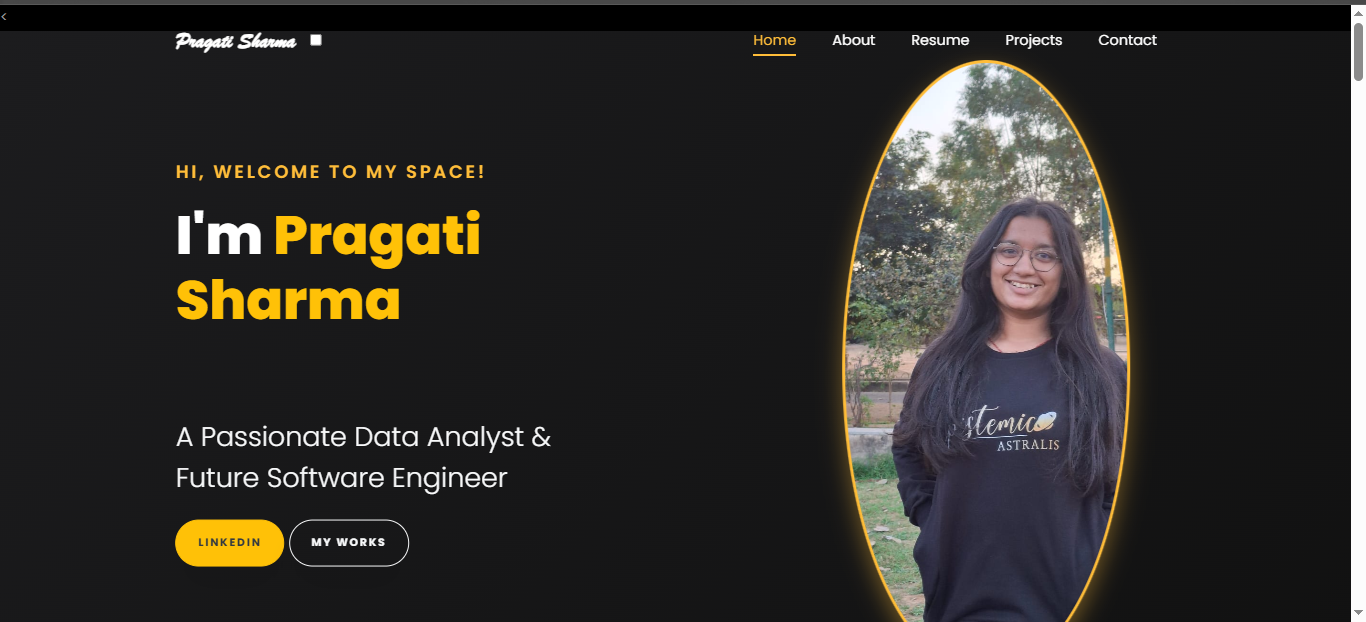 <
Pragati Sharma
Home About Resume Projects Contact
HI, WELCOME TO MY SPACE!
I'm Pragati
Sharma
A Passionate Data Analyst &
Future Software Engineer
LINKEDIN MY WORKS
ASTRALIS